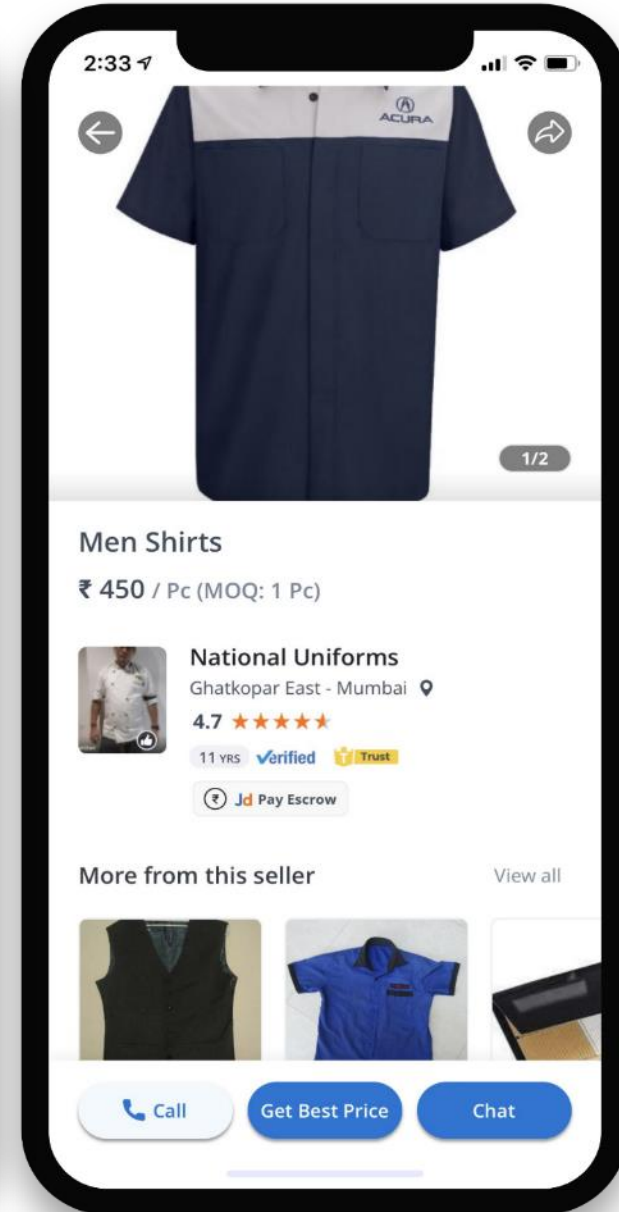 2:33
ACURA
1/2
Men Shirts
₹ 450 / Pc (MOQ: 1 Pc)
National Uniforms
Ghatkopar East - Mumbai
4.7
11 YRS Verified T Trust
₹ Jd Pay Escrow
More from this seller View all
Call Get Best Price Chat